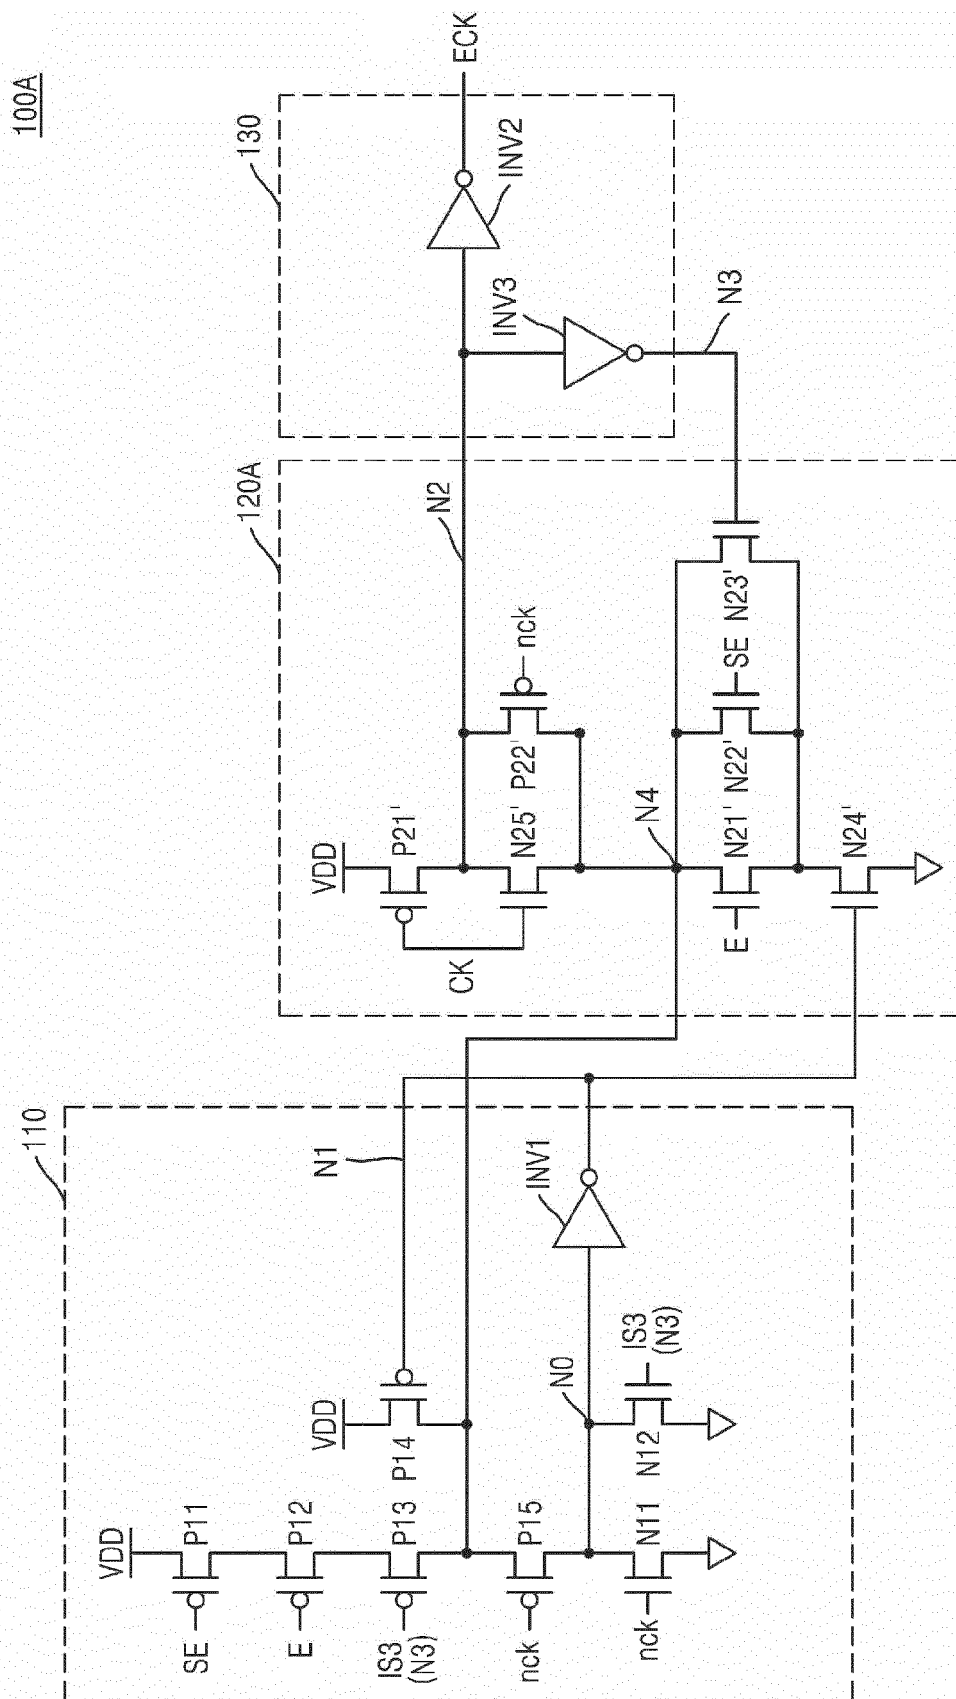 100A
110
VDD
SE
P11
E
P12
IS3
(N3)
P13
nck
P15
nck
N11
VDD
P14
N1
N0
N12
IS3
(N3)
INV1
120A
VDD
P21'
CK
N25'
P22'
nck
N2
N4
E
N21'
N22'
SE
N23'
N24'
130
INV2
INV3
N3
ECK